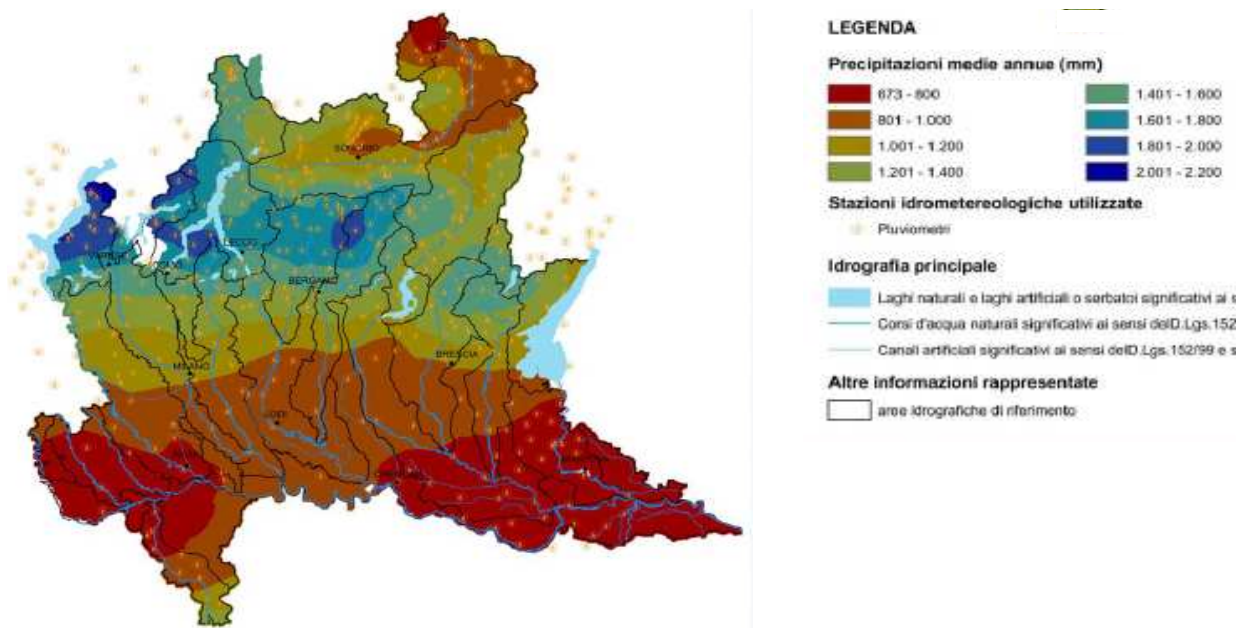 SONDRIO
LECCO
VARESE
BERGAMO
BRESCIA
MILANO
LODI
LEGENDA
Precipitazioni medie annue (mm)
673 - 800
801 - 1.000
1.001 - 1.200
1.201 - 1.400
1.401 - 1.600
1.601 - 1.800
1.801 - 2.000
2.001 - 2.200
Stazioni idrometereologiche utilizzate
Pluviometri
Idrografia principale
Laghi naturali e laghi artificiali o serbatoi significativi ai s
Corsi d'acqua naturali significativi ai sensi delD.Lgs.152
Canali artificiali significativi ai sensi delD.Lgs.152/99 e s
Altre informazioni rappresentate
aree idrografiche di riferimento